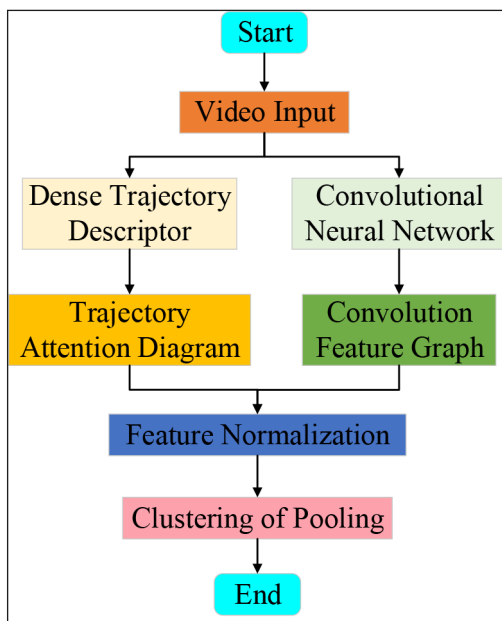 Start
Video Input
Dense Trajectory
Descriptor
Convolutional
Neural Network
Trajectory
Attention Diagram
Convolution
Feature Graph
Feature Normalization
Clustering of Pooling
End